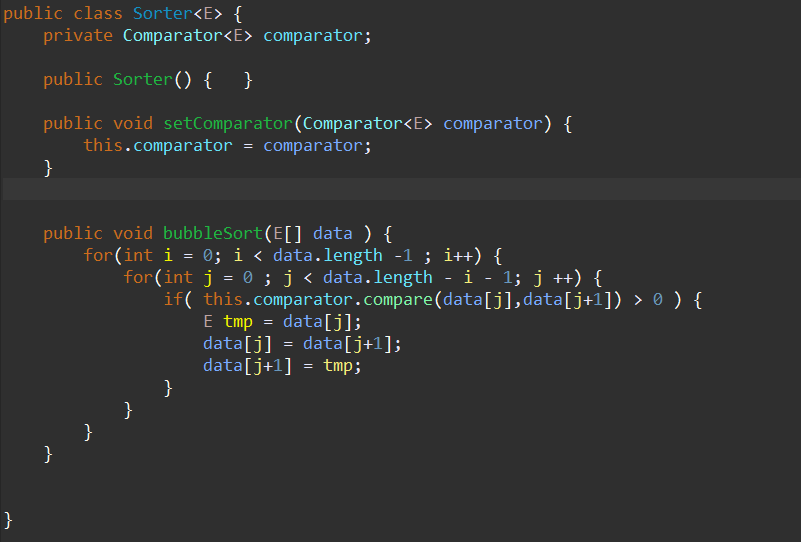 public class Sorter<E> {
    private Comparator<E> comparator;
    public Sorter() {   }
    public void setComparator(Comparator<E> comparator) {
        this.comparator = comparator;
    }
    public void bubbleSort(E[] data ) {
        for(int i = 0; i < data.length -1 ; i++) {
            for(int j = 0 ; j < data.length - i - 1; j ++) {
                if( this.comparator.compare(data[j],data[j+1]) > 0 ) {
                    E tmp = data[j];
                    data[j] = data[j+1];
                    data[j+1] = tmp;
                }
            }
        }
    }
}